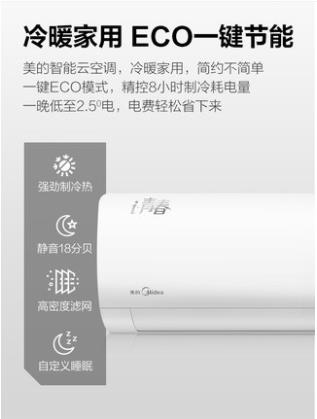 冷暖家用 ECO一键节能
美的智能云空调，冷暖家用，简约不简单
一键ECO模式，精控8小时制冷耗电量
一晚低至2.5⁰电，电费轻松省下来
强劲制冷热
静音18分贝
高密度滤网
自定义睡眠
i青春
美的 Midea